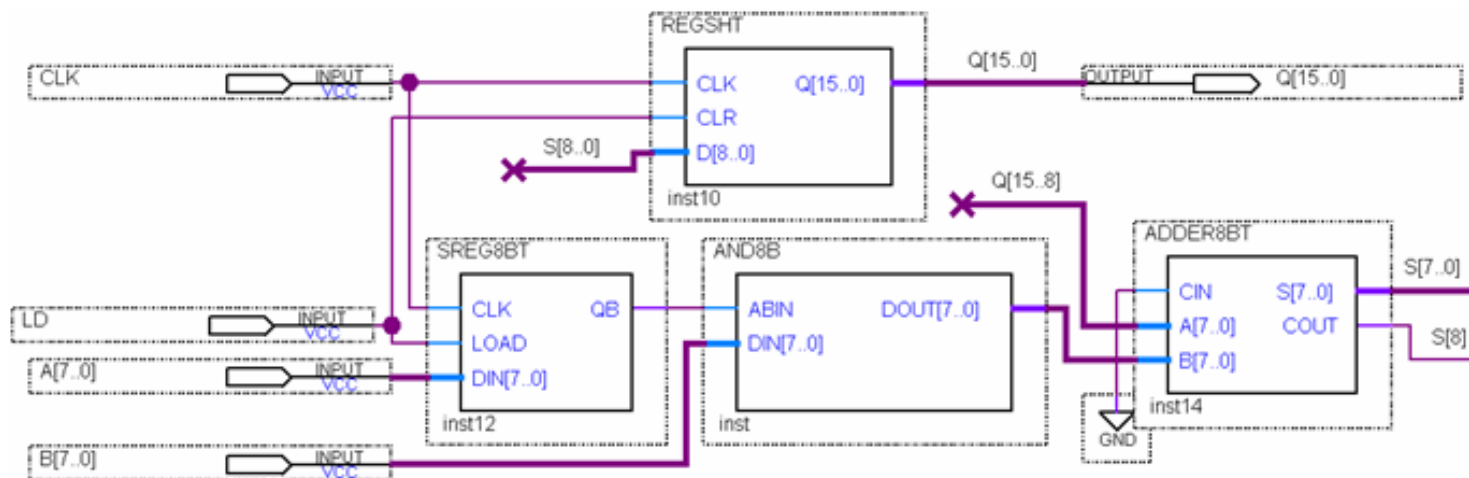 REGSHT
CLK INPUT VCC
CLK Q[15..0]
Q[15..0]
OUTPUT Q[15..0]
CLR
S[8..0]
D[8..0]
inst10
Q[15..8]
SREG8BT
AND8B
ADDER8BT
CLK QB
ABIN DOUT[7..0]
CIN S[7..0]
S[7..0]
LD INPUT VCC
LOAD
DIN[7..0]
A[7..0] COUT
S[8]
A[7..0] INPUT VCC
DIN[7..0]
B[7..0]
inst12
inst
inst14
GND
B[7..0] INPUT VCC